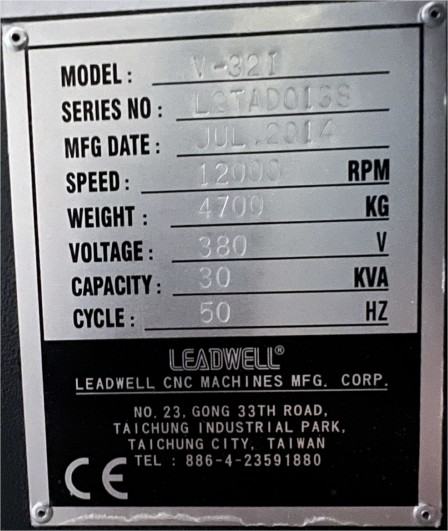 MODEL : V-32I
SERIES NO :
MFG DATE : JUL.2014
SPEED : 12000 RPM
WEIGHT : 4700 KG
VOLTAGE : 380 V
CAPACITY : 30 KVA
CYCLE : 50 HZ
LEADWELL®
LEADWELL CNC MACHINES MFG. CORP.
NO. 23, GONG 33TH ROAD,
TAICHUNG INDUSTRIAL PARK,
TAICHUNG CITY, TAIWAN
TEL : 886-4-23591880
CE